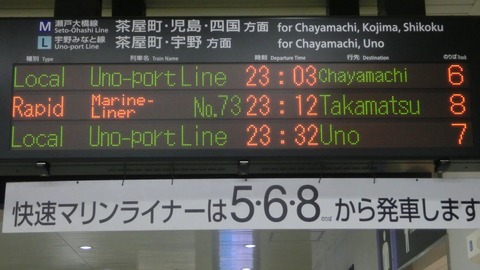 M 瀬戸大橋線 Seto-Ohashi Line 茶屋町・児島・四国 方面 for Chayamachi, Kojima, Shikoku
L 宇野みなと線 Uno-port Line 茶屋町・宇野 方面 for Chayamachi, Uno
種別 Type 列車名 Train Name 時刻 Departure Time 行先 Destination のりば Track
Local Uno-port Line 23:03 Chayamachi 6
Rapid Marine-Liner No.73 23:12 Takamatsu 8
Local Uno-port Line 23:32 Uno 7
快速マリンライナーは5・6・8のりばから発車します